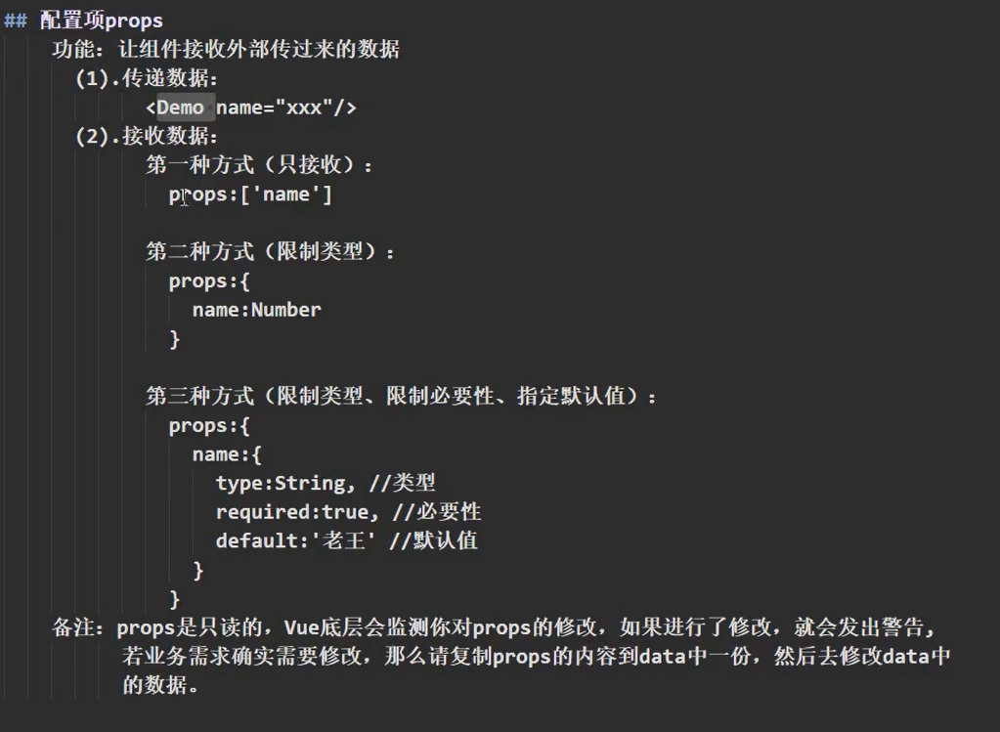 ## 配置项props
功能：让组件接收外部传过来的数据
(1).传递数据：
<Demo name="xxx"/>
(2).接收数据：
第一种方式（只接收）：
props:['name']
第二种方式（限制类型）：
props:{
name:Number
}
第三种方式（限制类型、限制必要性、指定默认值）：
props:{
name:{
type:String, //类型
required:true, //必要性
default:'老王' //默认值
}
}
备注：props是只读的，Vue底层会监测你对props的修改，如果进行了修改，就会发出警告，
若业务需求确实需要修改，那么请复制props的内容到data中一份，然后去修改data中
的数据。